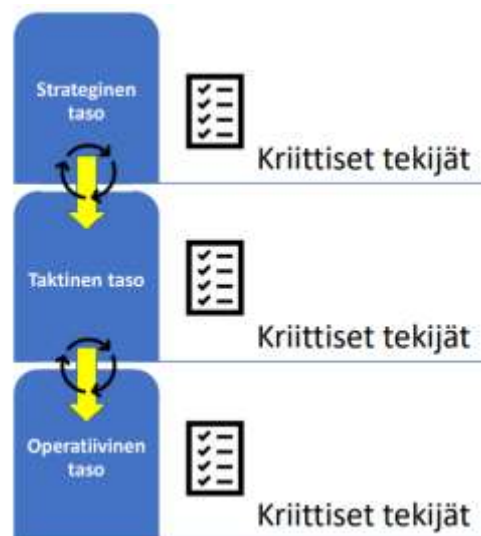 Strateginen
taso
Kriittiset tekijät
Taktinen taso
Kriittiset tekijät
Operatiivinen
taso
Kriittiset tekijät